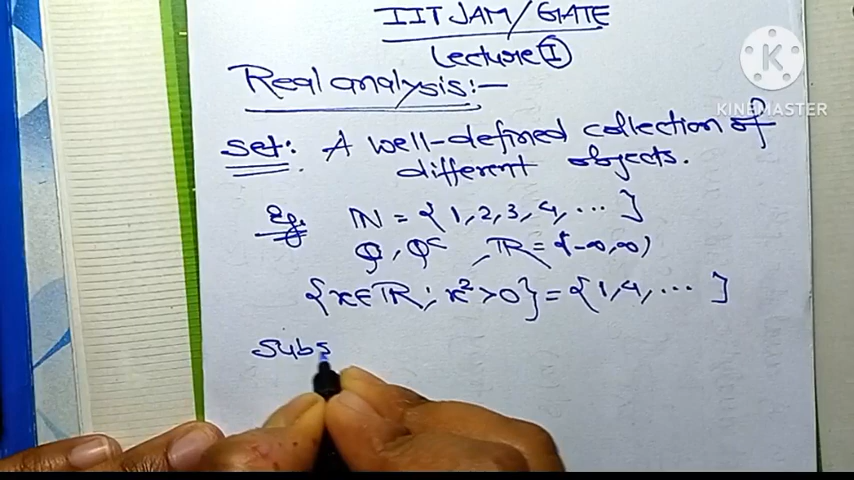 IIT JAM/GATE
Lecture I
K
KINEMASTER
Real analysis:-
Set: A well-defined collection of
different objects.
Eg. ℕ = {1,2,3,4,... }
Q, Qᶜ, ℝ = (-∞,∞)
{x∈ℝ; x²>0} = {1,4,... }
Subs